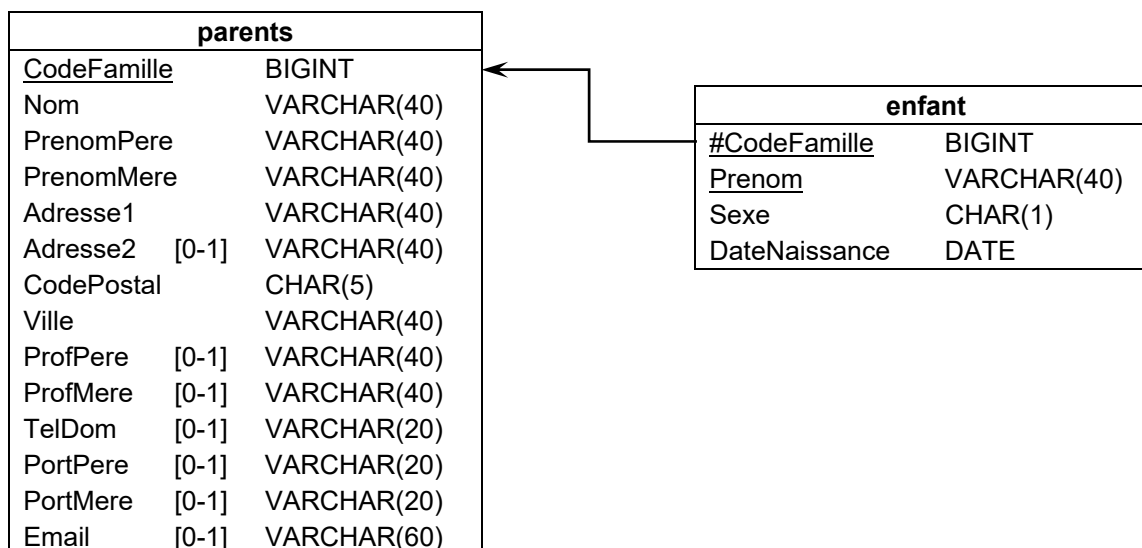 parents
CodeFamille BIGINT
Nom VARCHAR(40)
PrenomPere VARCHAR(40)
PrenomMere VARCHAR(40)
Adresse1 VARCHAR(40)
Adresse2 [0-1] VARCHAR(40)
CodePostal CHAR(5)
Ville VARCHAR(40)
ProfPere [0-1] VARCHAR(40)
ProfMere [0-1] VARCHAR(40)
TelDom [0-1] VARCHAR(20)
PortPere [0-1] VARCHAR(20)
PortMere [0-1] VARCHAR(20)
Email [0-1] VARCHAR(60)
enfant
#CodeFamille BIGINT
Prenom VARCHAR(40)
Sexe CHAR(1)
DateNaissance DATE